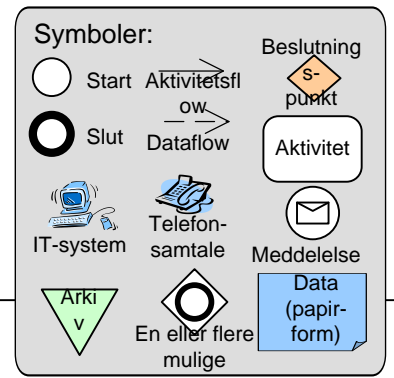 Symboler:
Start
Aktivitetsfl
ow
Beslutning
s-
punkt
Slut
Dataflow
Aktivitet
IT-system
Telefon-
samtale
Meddelelse
Arki
v
En eller flere
mulige
Data
(papir-
form)